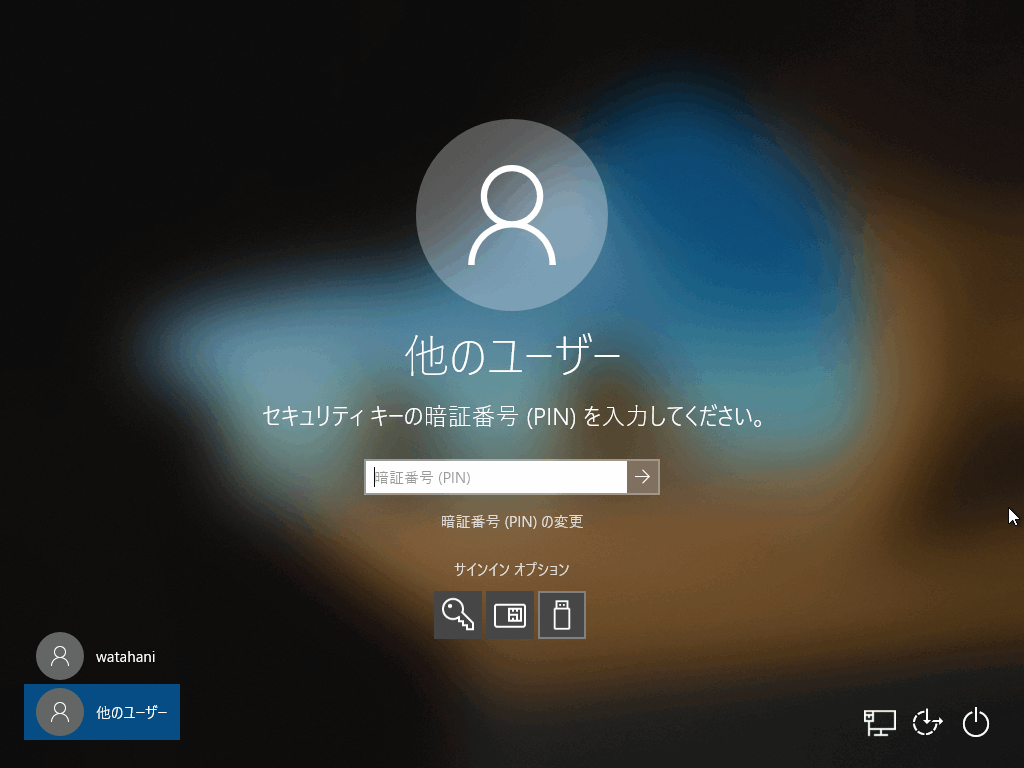 他のユーザー
セキュリティ キーの暗証番号 (PIN) を入力してください。
暗証番号 (PIN)
暗証番号 (PIN) の変更
サインイン オプション
watahani
他のユーザー